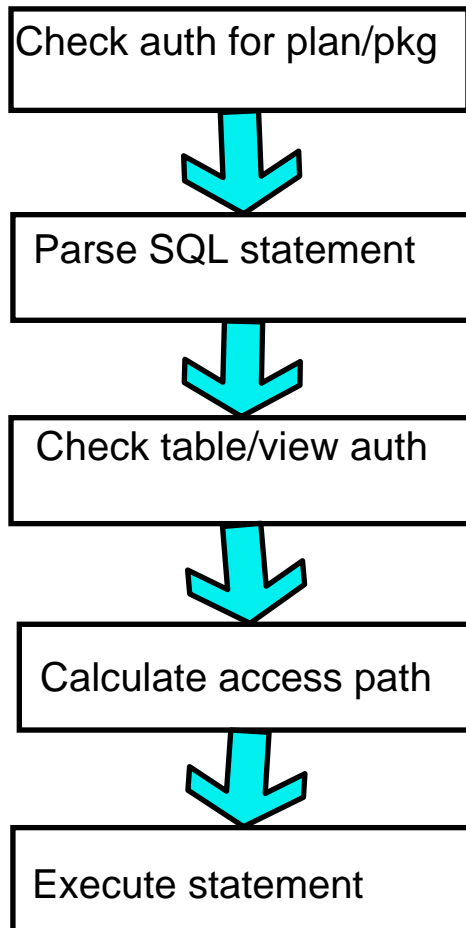 Check auth for plan/pkg
Parse SQL statement
Check table/view auth
Calculate access path
Execute statement